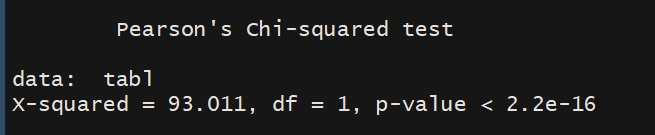 Pearson's Chi-squared test
data: tabl
X-squared = 93.011, df = 1, p-value < 2.2e-16